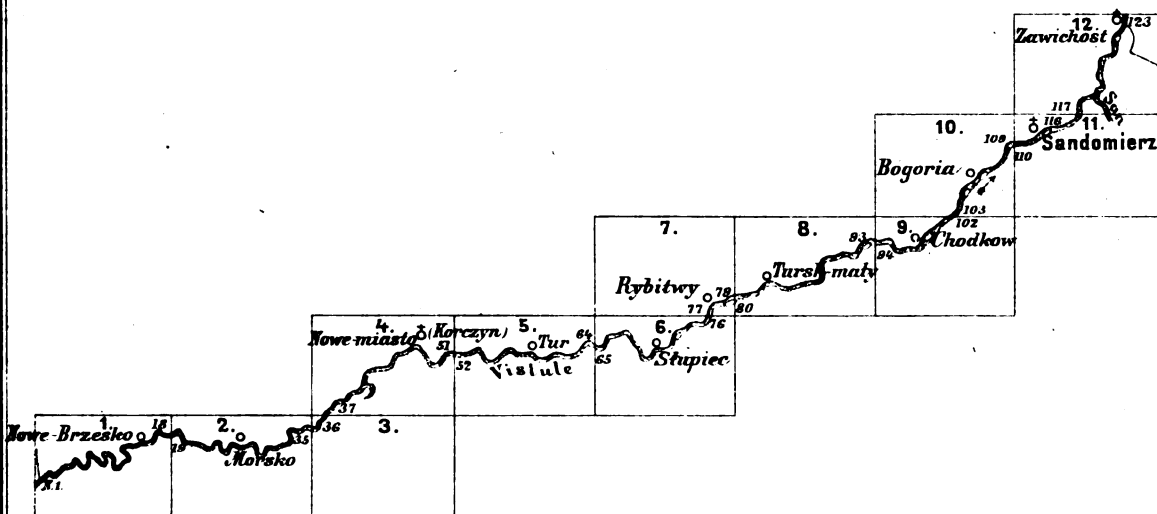 12.
123
Zawichost
San
117
116
11.
Sandomierz
10.
109
110
Bogoria
103
102
9.
Chodkow
93
94
8.
Tursk-mały
7.
Rybitwy
79
80
77
76
6.
Słupiec
5.
Tur
64
65
Vistule
4.
Nowe-miasto (Korczyn)
51
52
37
36
35
3.
2.
Morsko
1.
Nowe-Brzesko
18
19
N.1.